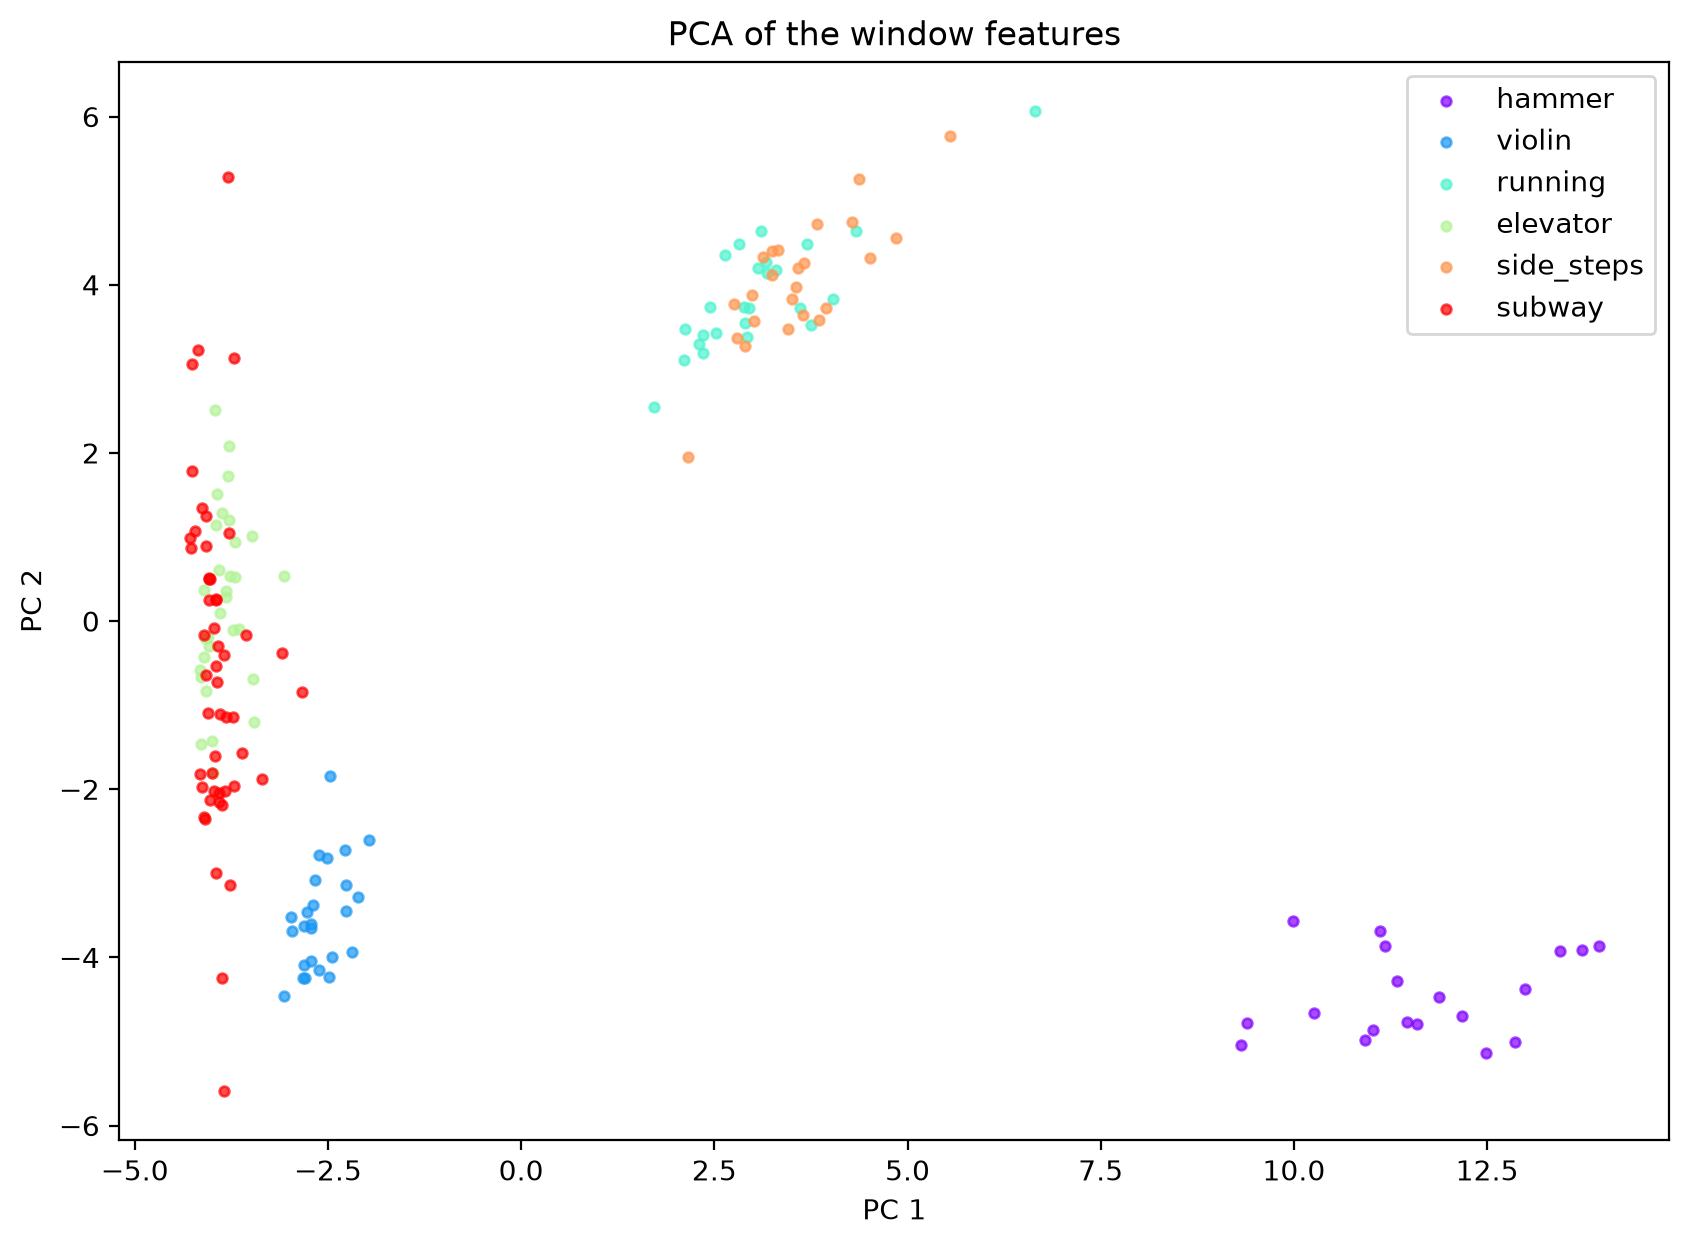 PCA of the window features
hammer
violin
running
elevator
side_steps
subway
PC 2
6
4
2
0
−2
−4
−6
−5.0 −2.5 0.0 2.5 5.0 7.5 10.0 12.5
PC 1